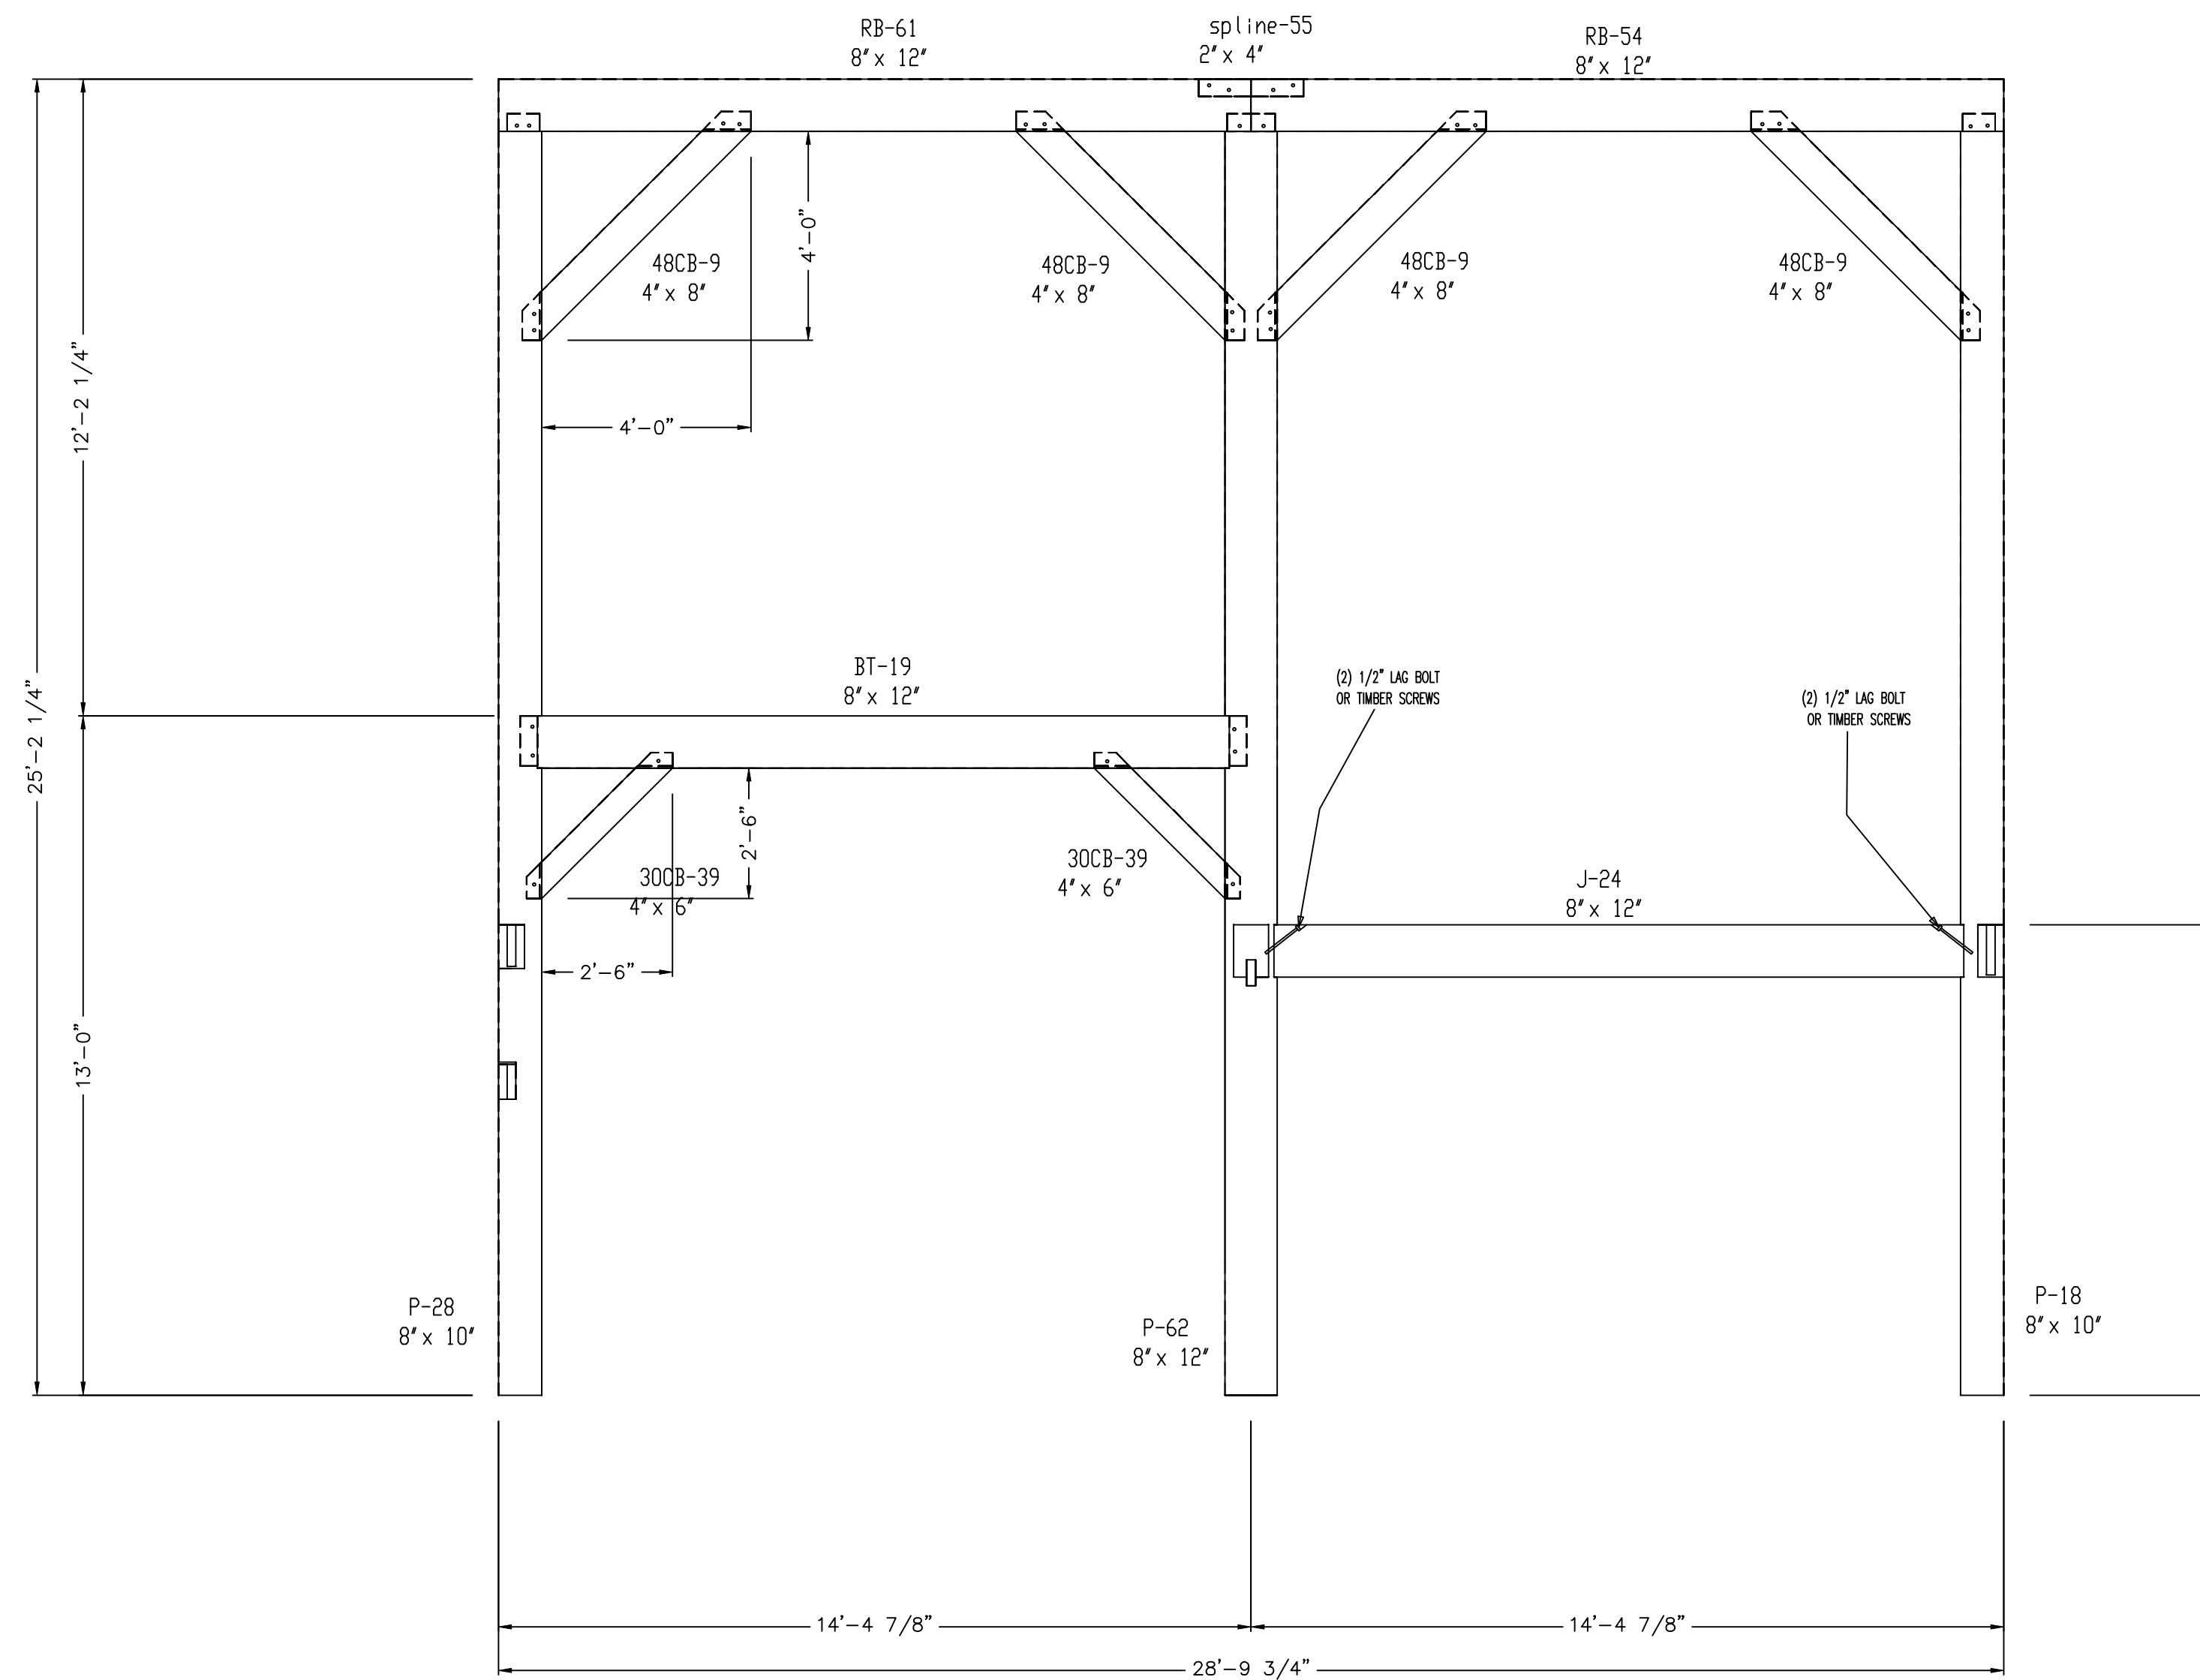 RB-61
8" x 12"
spline-55
2" x 4"
RB-54
8" x 12"
48CB-9
4" x 8"
48CB-9
4" x 8"
48CB-9
4" x 8"
48CB-9
4" x 8"
4'-0"
4'-0"
12'-2 1/4"
25'-2 1/4"
BT-19
8" x 12"
(2) 1/2" LAG BOLT
OR TIMBER SCREWS
(2) 1/2" LAG BOLT
OR TIMBER SCREWS
2'-6"
30CB-39
4" x 6"
30CB-39
4" x 6"
J-24
8" x 12"
2'-6"
13'-0"
P-28
8" x 10"
P-62
8" x 12"
P-18
8" x 10"
14'-4 7/8"
14'-4 7/8"
28'-9 3/4"